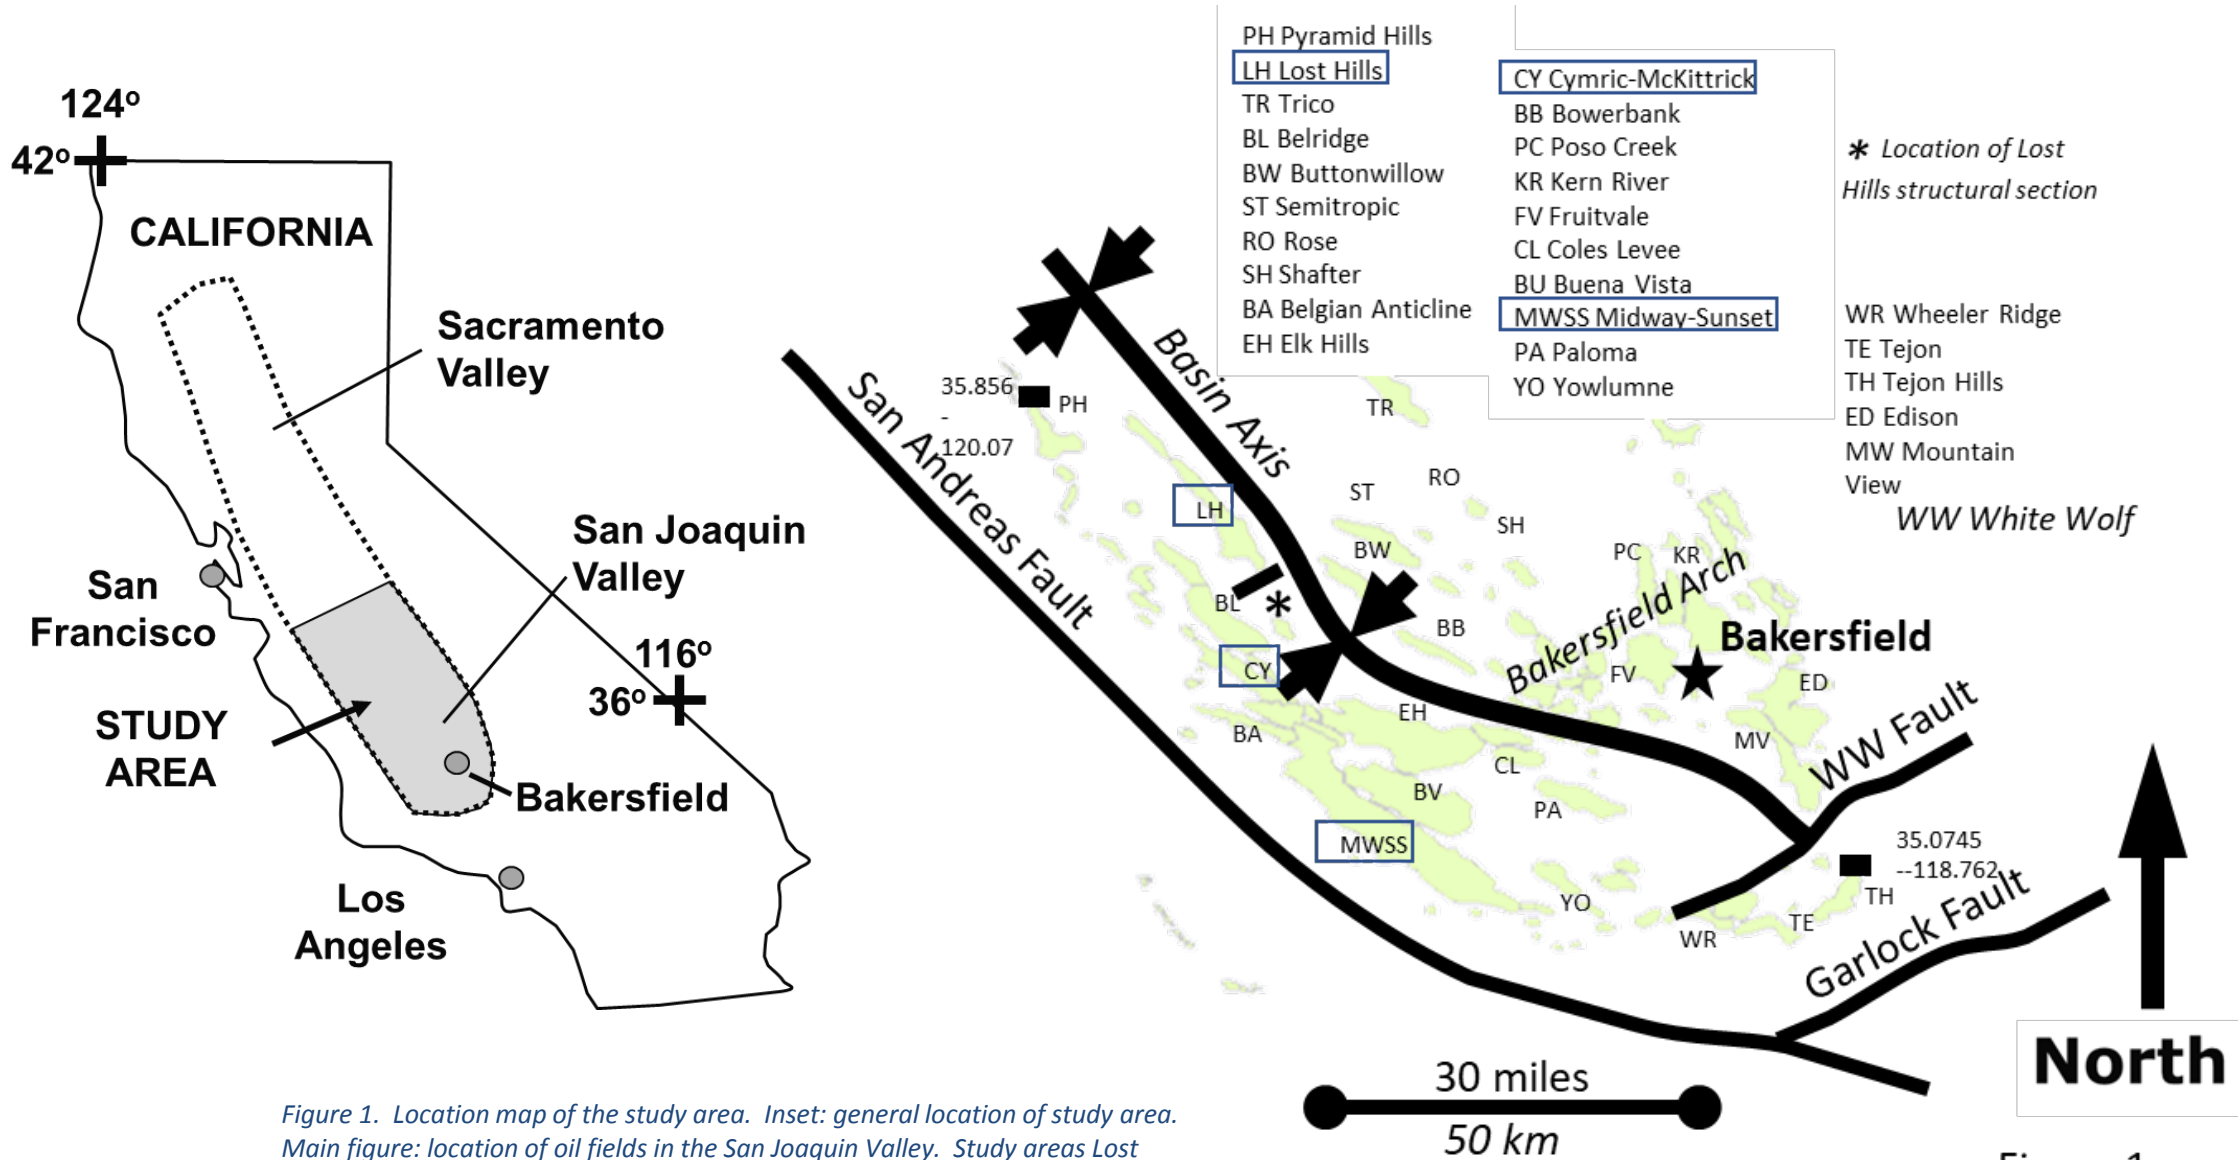 124o
42o
CALIFORNIA
Sacramento
Valley
San Joaquin
Valley
San
Francisco
116o
36o
STUDY
AREA
Bakersfield
Los
Angeles
PH Pyramid Hills
LH Lost Hills
TR Trico
BL Belridge
BW Buttonwillow
ST Semitropic
RO Rose
SH Shafter
BA Belgian Anticline
EH Elk Hills
CY Cymric-McKittrick
BB Bowerbank
PC Poso Creek
KR Kern River
FV Fruitvale
CL Coles Levee
BU Buena Vista
MWSS Midway-Sunset
PA Paloma
YO Yowlumne
* Location of Lost
Hills structural section
WR Wheeler Ridge
TE Tejon
TH Tejon Hills
ED Edison
MW Mountain
View
WW White Wolf
Basin Axis
San Andreas Fault
35.856
-
120.07
PH
TR
LH
ST
RO
SH
BW
PC
KR
BL
*
BB
Bakersfield Arch
Bakersfield
CY
FV
ED
EH
BA
MV
WW Fault
CL
BV
PA
MWSS
35.0745
--118.762
YO
TH
TE
WR
Garlock Fault
North
30 miles
50 km
Figure 1. Location map of the study area. Inset: general location of study area.
Main figure: location of oil fields in the San Joaquin Valley. Study areas Lost
Figure 1